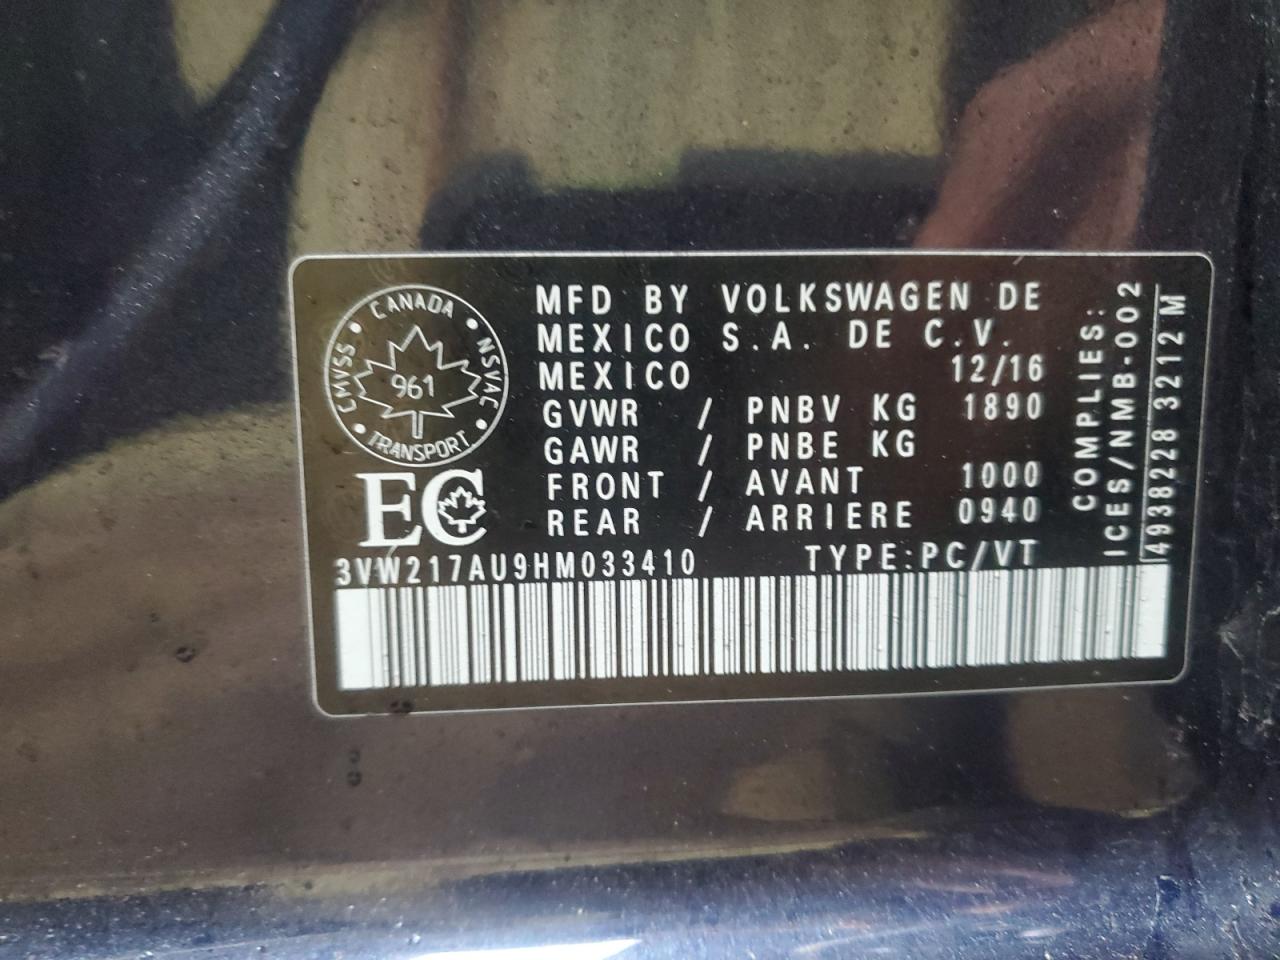 CANADA
CMVSS
NSVAC
961
TRANSPORT
EC
MFD BY VOLKSWAGEN DE
MEXICO S.A. DE C.V.
MEXICO 12/16
GVWR / PNBV KG 1890
GAWR / PNBE KG
FRONT / AVANT 1000
REAR / ARRIERE 0940
3VW217AU9HM033410 TYPE:PC/VT
COMPLIES:
ICES/NMB-002
4938228 3212 M